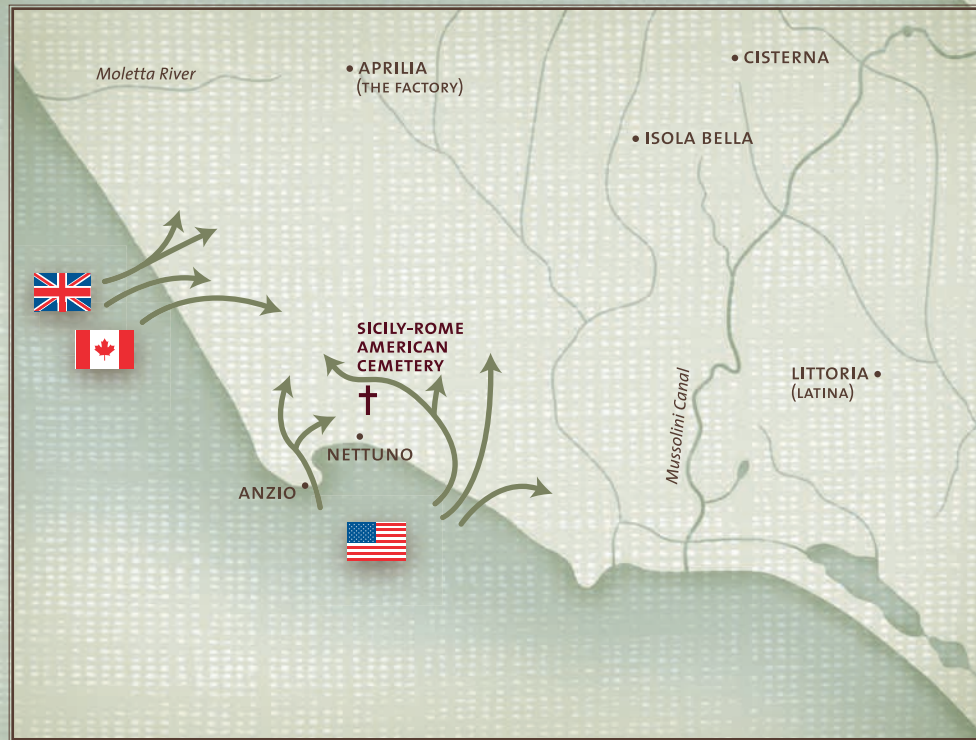 Moletta River
• APRILIA
(THE FACTORY)
• CISTERNA
• ISOLA BELLA
SICILY-ROME
AMERICAN
CEMETERY
LITTORIA •
(LATINA)
Mussolini Canal
NETTUNO
ANZIO •